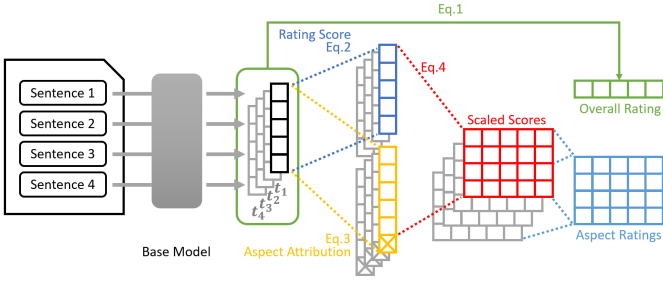 Eq.1
Rating Score
Eq.2
Eq.4
Sentence 1
Sentence 2
Sentence 3
Sentence 4
t₁
t₂
t₃
t₄
Scaled Scores
Overall Rating
Base Model
Eq.3
Aspect Attribution
Aspect Ratings